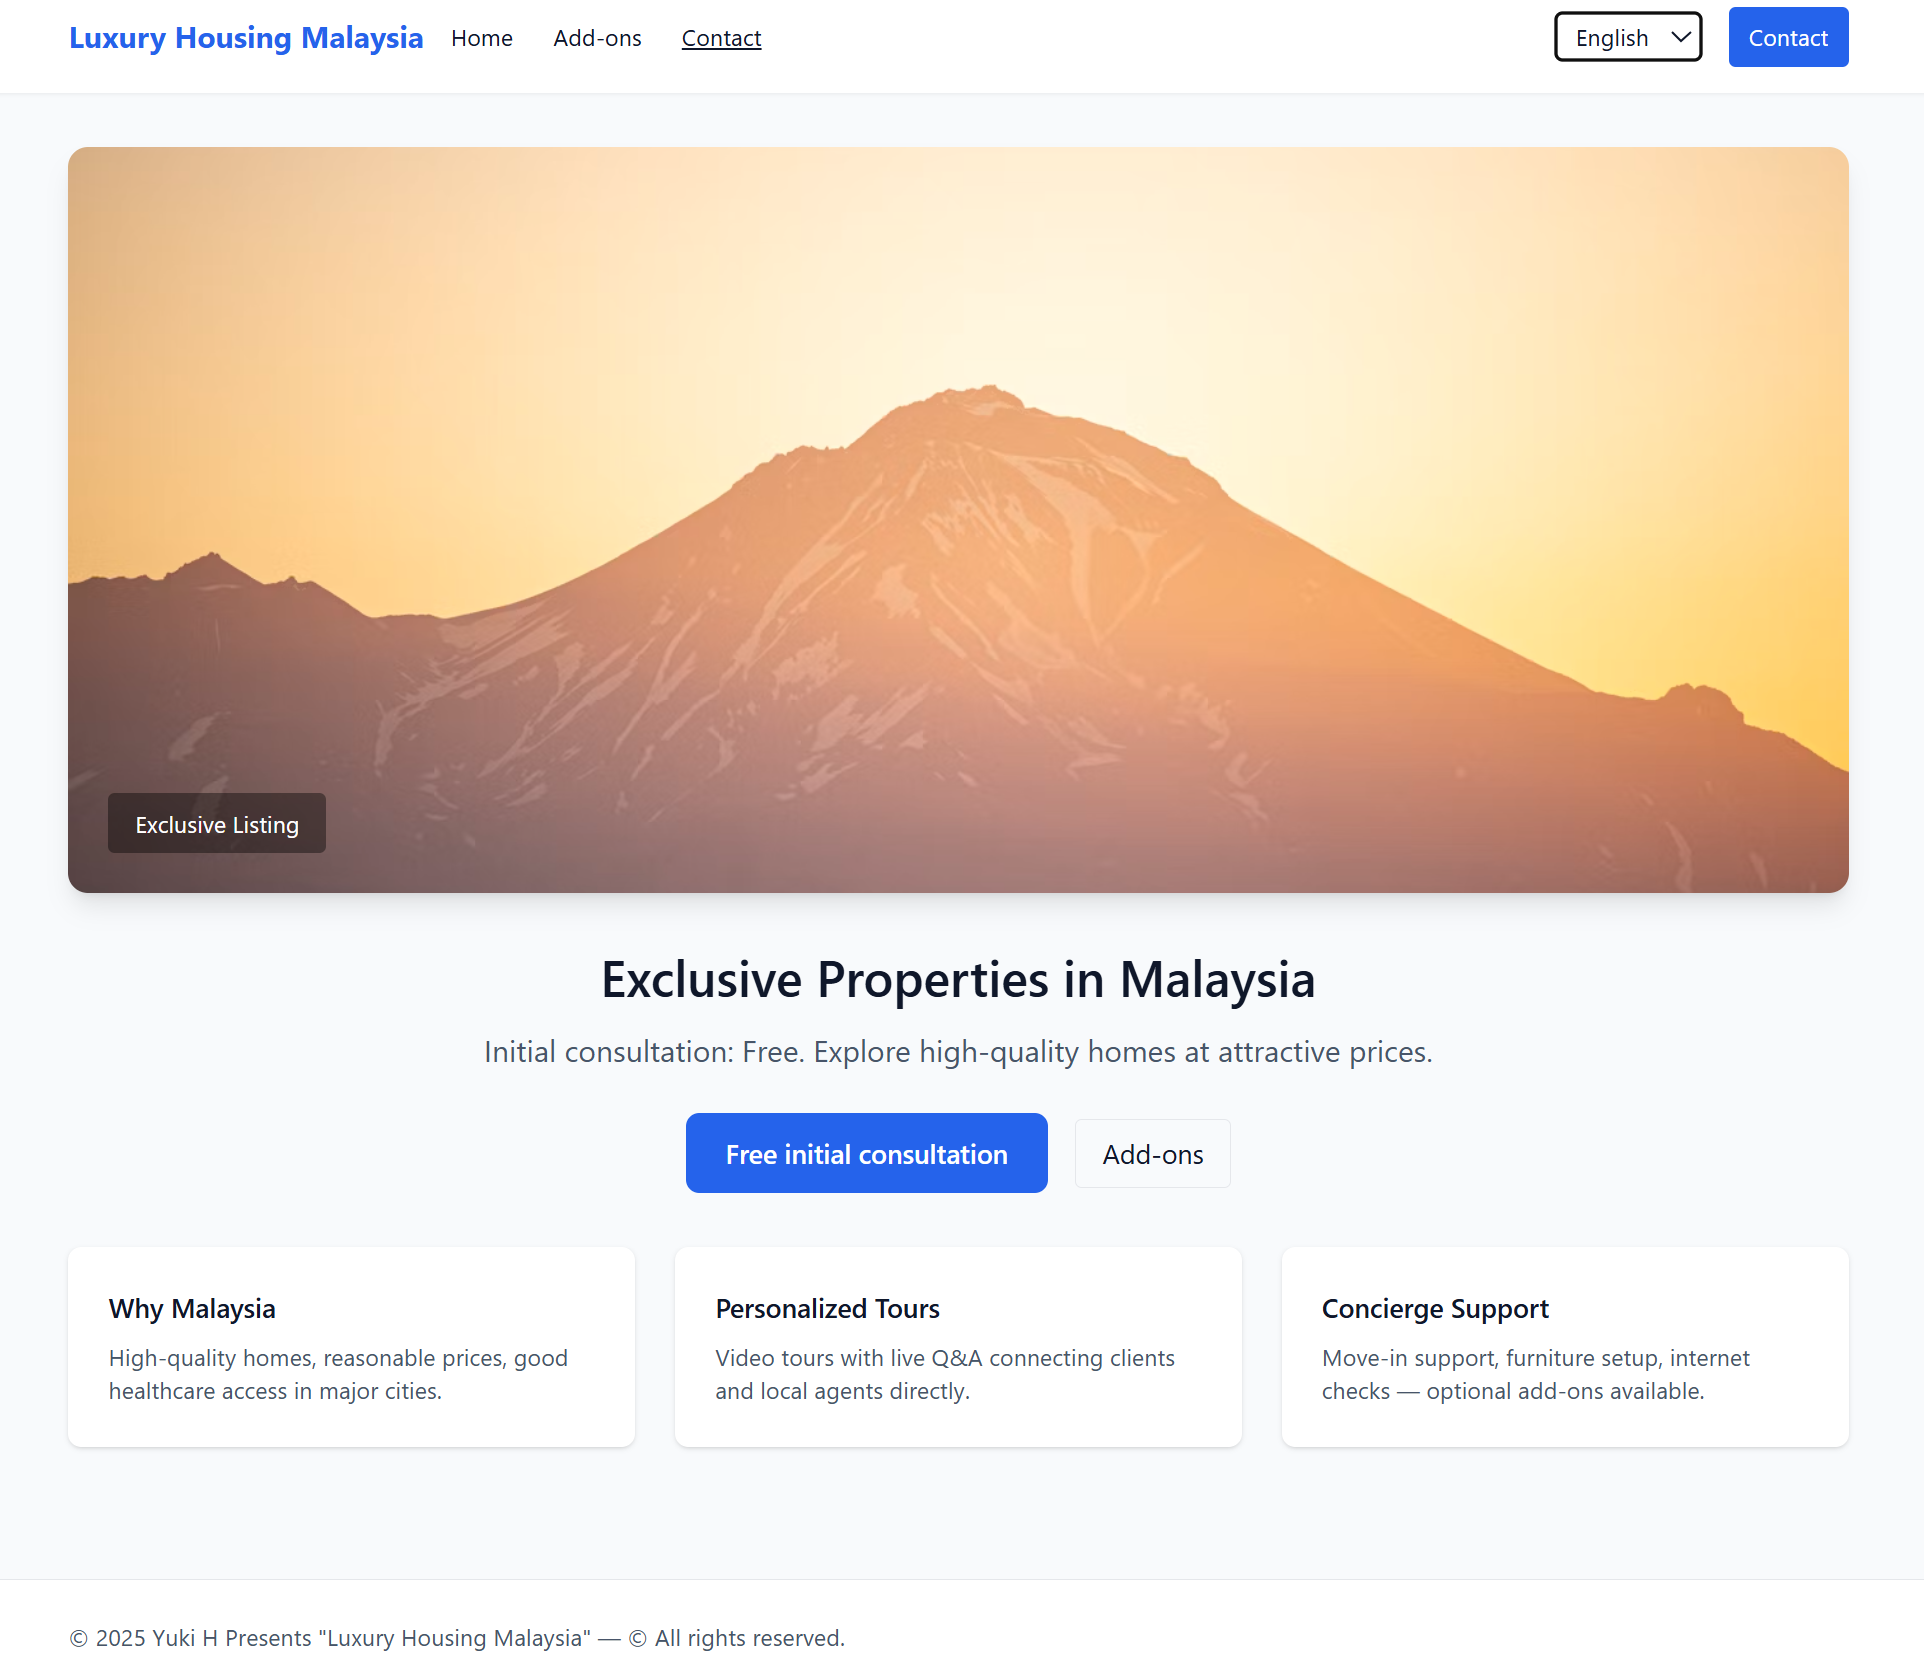 Luxury Housing Malaysia Home Add-ons Contact English Contact
Exclusive Listing
Exclusive Properties in Malaysia
Initial consultation: Free. Explore high-quality homes at attractive prices.
Free initial consultation Add-ons
Why Malaysia
High-quality homes, reasonable prices, good
healthcare access in major cities.
Personalized Tours
Video tours with live Q&A connecting clients
and local agents directly.
Concierge Support
Move-in support, furniture setup, internet
checks — optional add-ons available.
© 2025 Yuki H Presents "Luxury Housing Malaysia" — © All rights reserved.